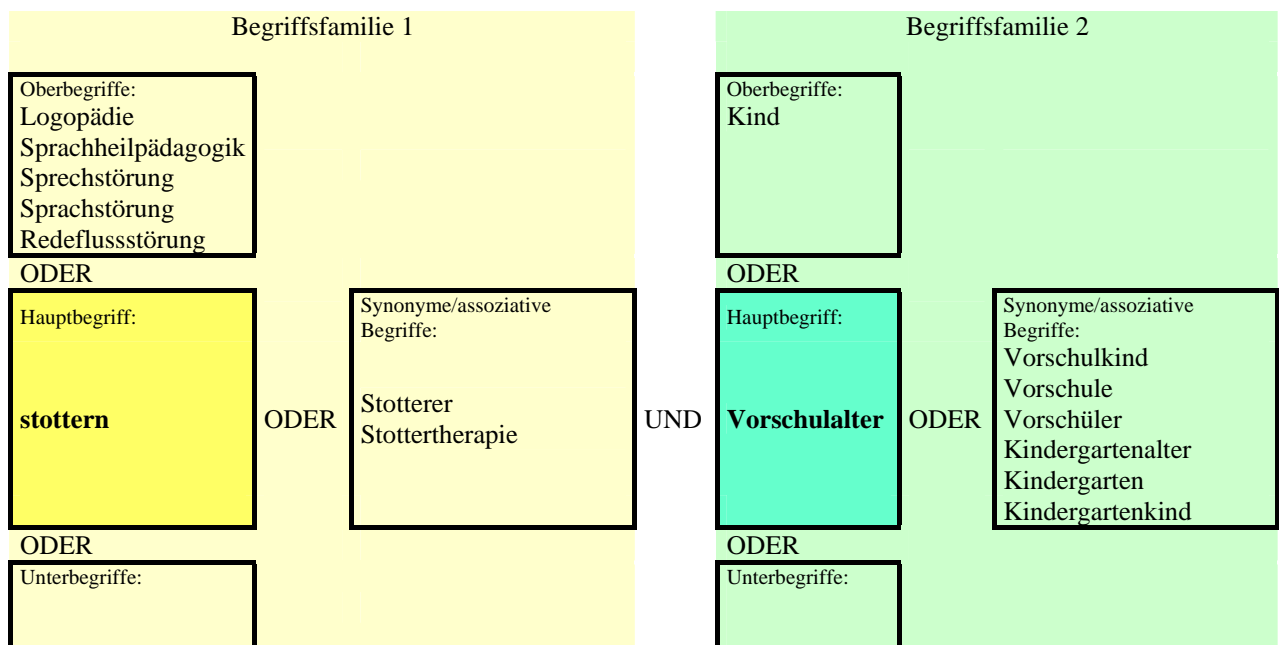 Begriffsfamilie 1
Oberbegriffe:
Logopädie
Sprachheilpädagogik
Sprechstörung
Sprachstörung
Redeflussstörung
ODER
Hauptbegriff:
stottern
ODER
Synonyme/assoziative
Begriffe:
Stotterer
Stottertherapie
ODER
Unterbegriffe:
UND
Begriffsfamilie 2
Oberbegriffe:
Kind
ODER
Hauptbegriff:
Vorschulalter
ODER
Synonyme/assoziative
Begriffe:
Vorschulkind
Vorschule
Vorschüler
Kindergartenalter
Kindergarten
Kindergartenkind
ODER
Unterbegriffe: